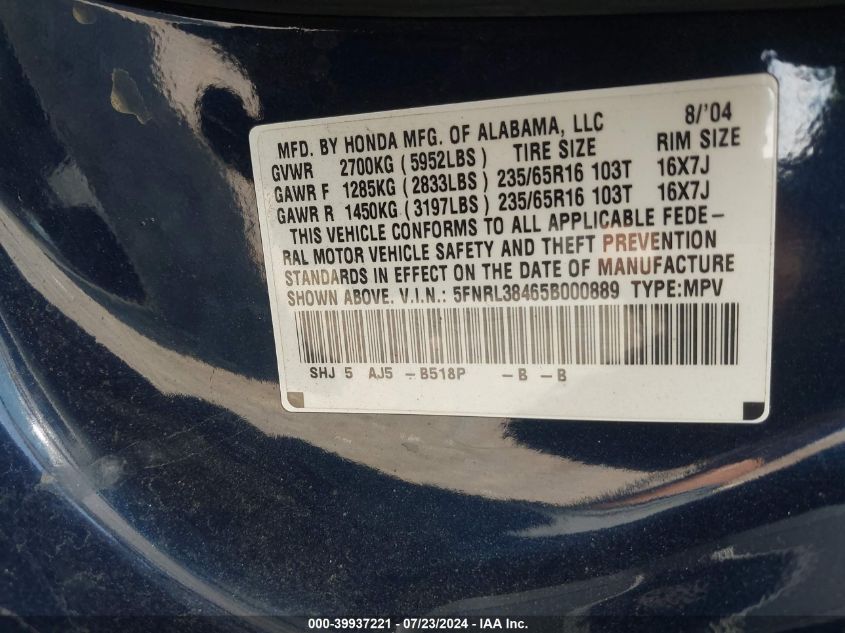 8/'04
MFD. BY HONDA MFG. OF ALABAMA, LLC
GVWR 2700KG (5952LBS) TIRE SIZE RIM SIZE
GAWR F 1285KG (2833LBS) 235/65R16 103T 16X7J
GAWR R 1450KG (3197LBS) 235/65R16 103T 16X7J
THIS VEHICLE CONFORMS TO ALL APPLICABLE FEDE-
RAL MOTOR VEHICLE SAFETY AND THEFT PREVENTION
STANDARDS IN EFFECT ON THE DATE OF MANUFACTURE
SHOWN ABOVE. V.I.N.: 5FNRL38465B000889 TYPE:MPV
SHJ 5 AJ5 -B518P -B -B
000-39937221 - 07/23/2024 - IAA Inc.